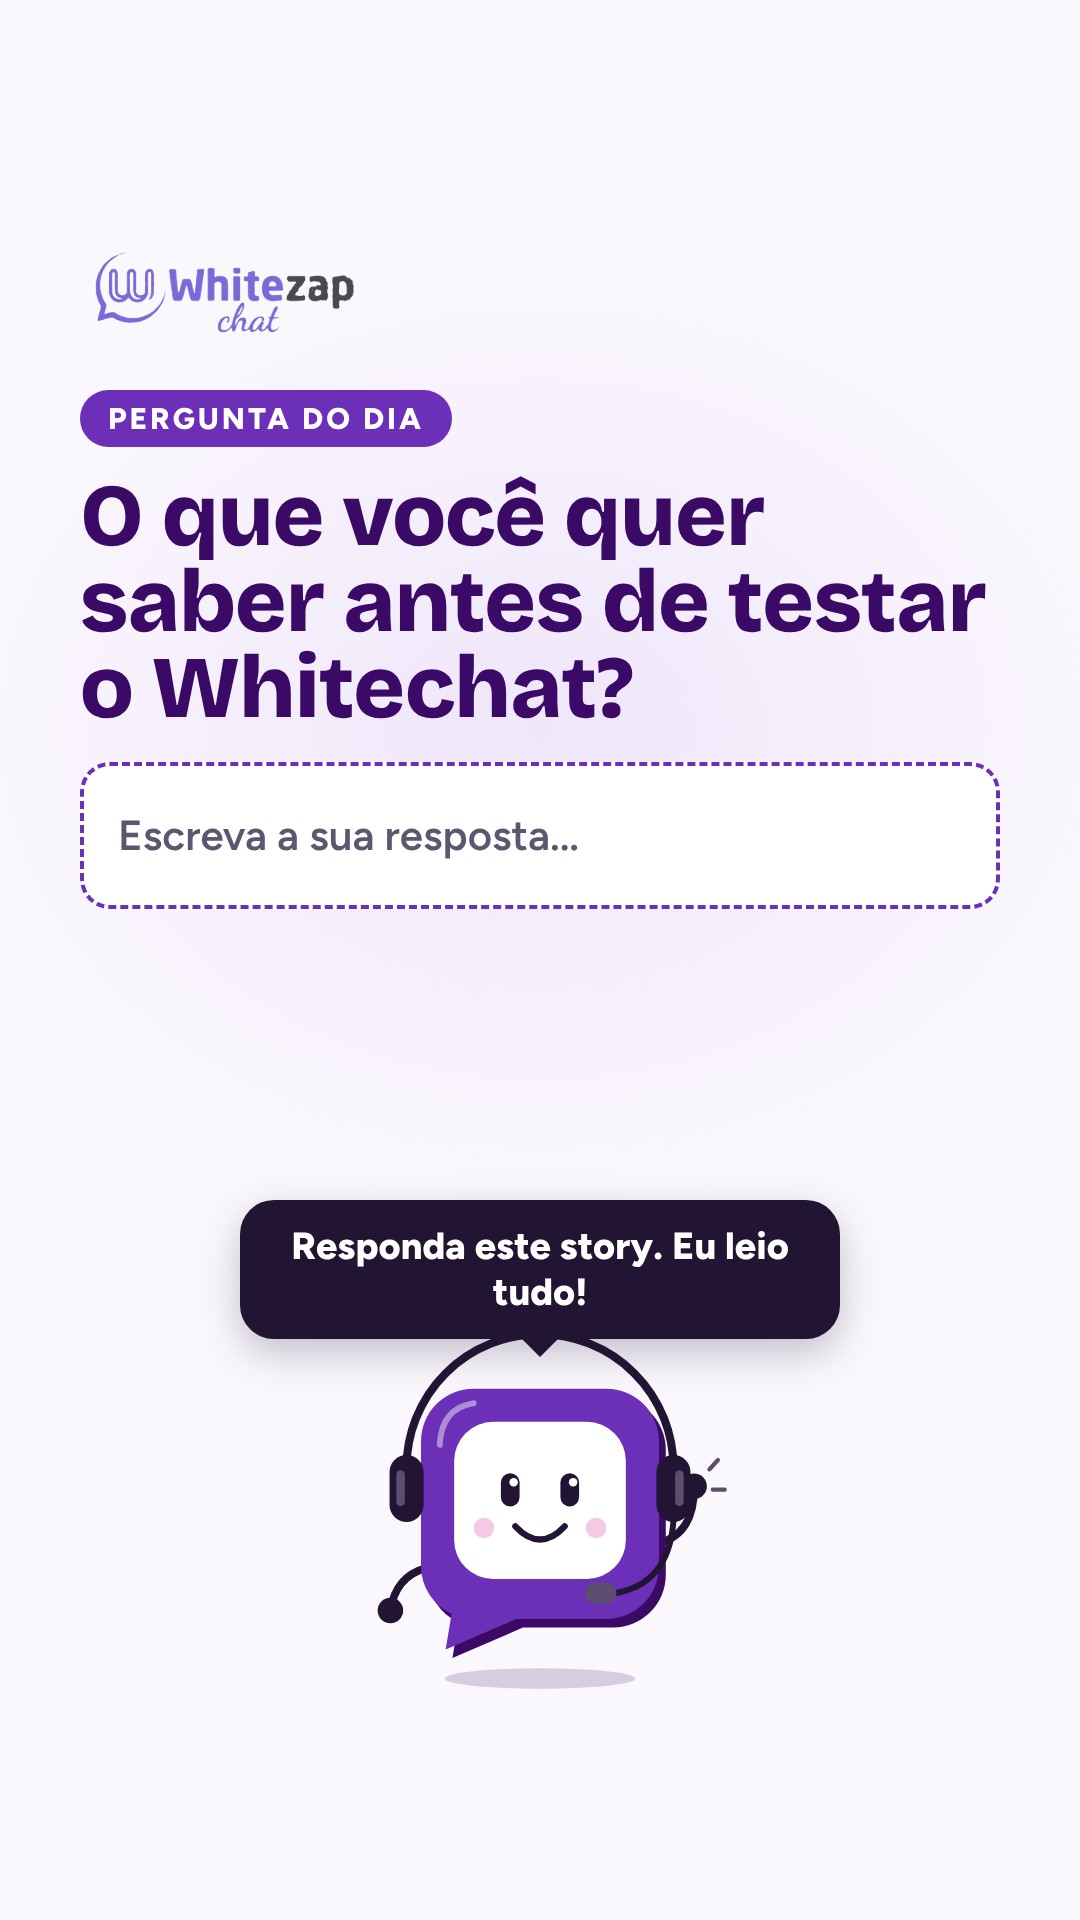 Whitezap
chat
PERGUNTA DO DIA
O que você quer
saber antes de testar
o Whitechat?
Escreva a sua resposta...
Responda este story. Eu leio
tudo!